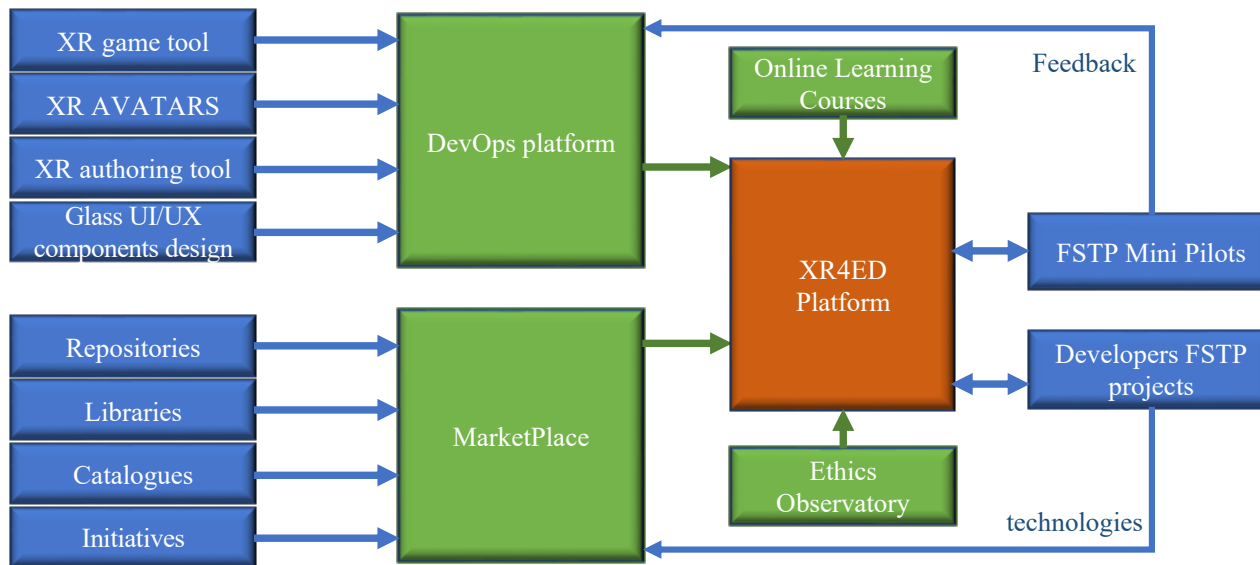 XR game tool
XR AVATARS
XR authoring tool
Glass UI/UX
components design
DevOps platform
Online Learning
Courses
Feedback
XR4ED
Platform
FSTP Mini Pilots
Repositories
Libraries
Catalogues
Initiatives
MarketPlace
Ethics
Observatory
Developers FSTP
projects
technologies